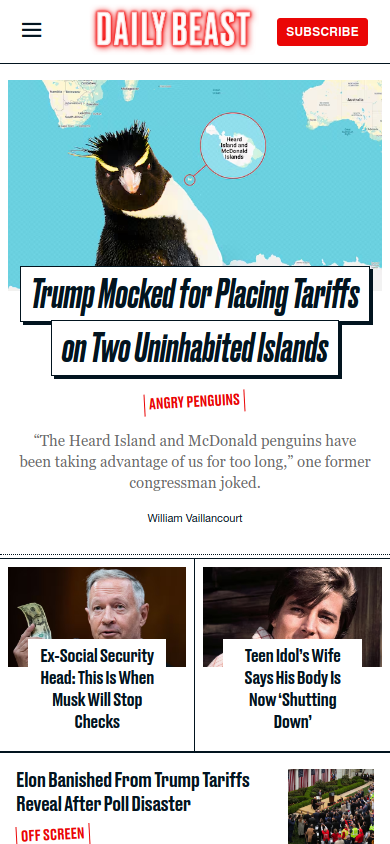 DAILY BEAST
SUBSCRIBE
Heard
Island and
McDonald
Islands
Trump Mocked for Placing Tariffs
on Two Uninhabited Islands
ANGRY PENGUINS
“The Heard Island and McDonald penguins have
been taking advantage of us for too long,” one former
congressman joked.
William Vaillancourt
Ex-Social Security
Head: This Is When
Musk Will Stop
Checks
Teen Idol’s Wife
Says His Body Is
Now ‘Shutting
Down’
Elon Banished From Trump Tariffs
Reveal After Poll Disaster
OFF SCREEN